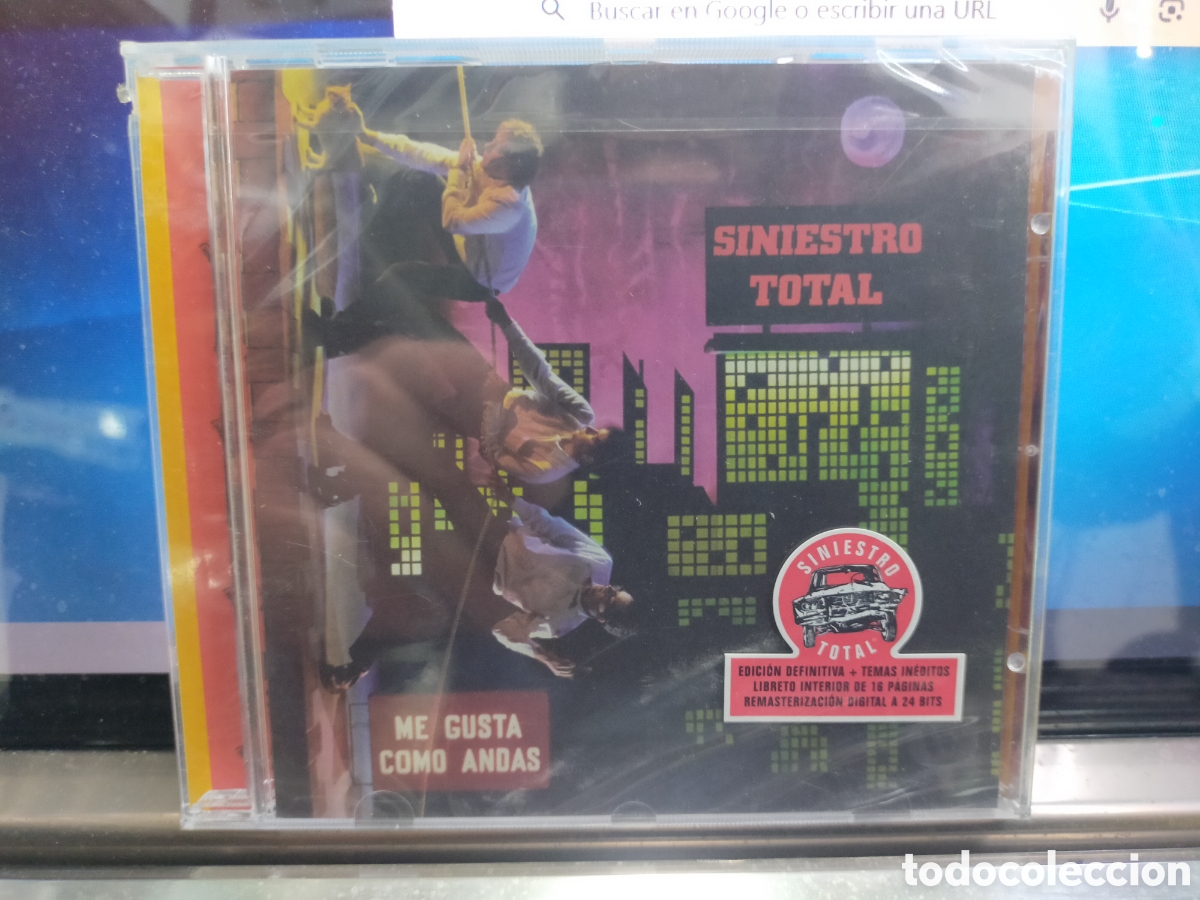 Buscar en Google o escribir una URL
SINIESTRO
TOTAL
SINIESTRO
TOTAL
EDICIÓN DEFINITIVA + TEMAS INÉDITOS
LIBRETO INTERIOR DE 16 PÁGINAS
REMASTERIZACIÓN DIGITAL A 24 BITS
ME GUSTA
COMO ANDAS
todocoleccion